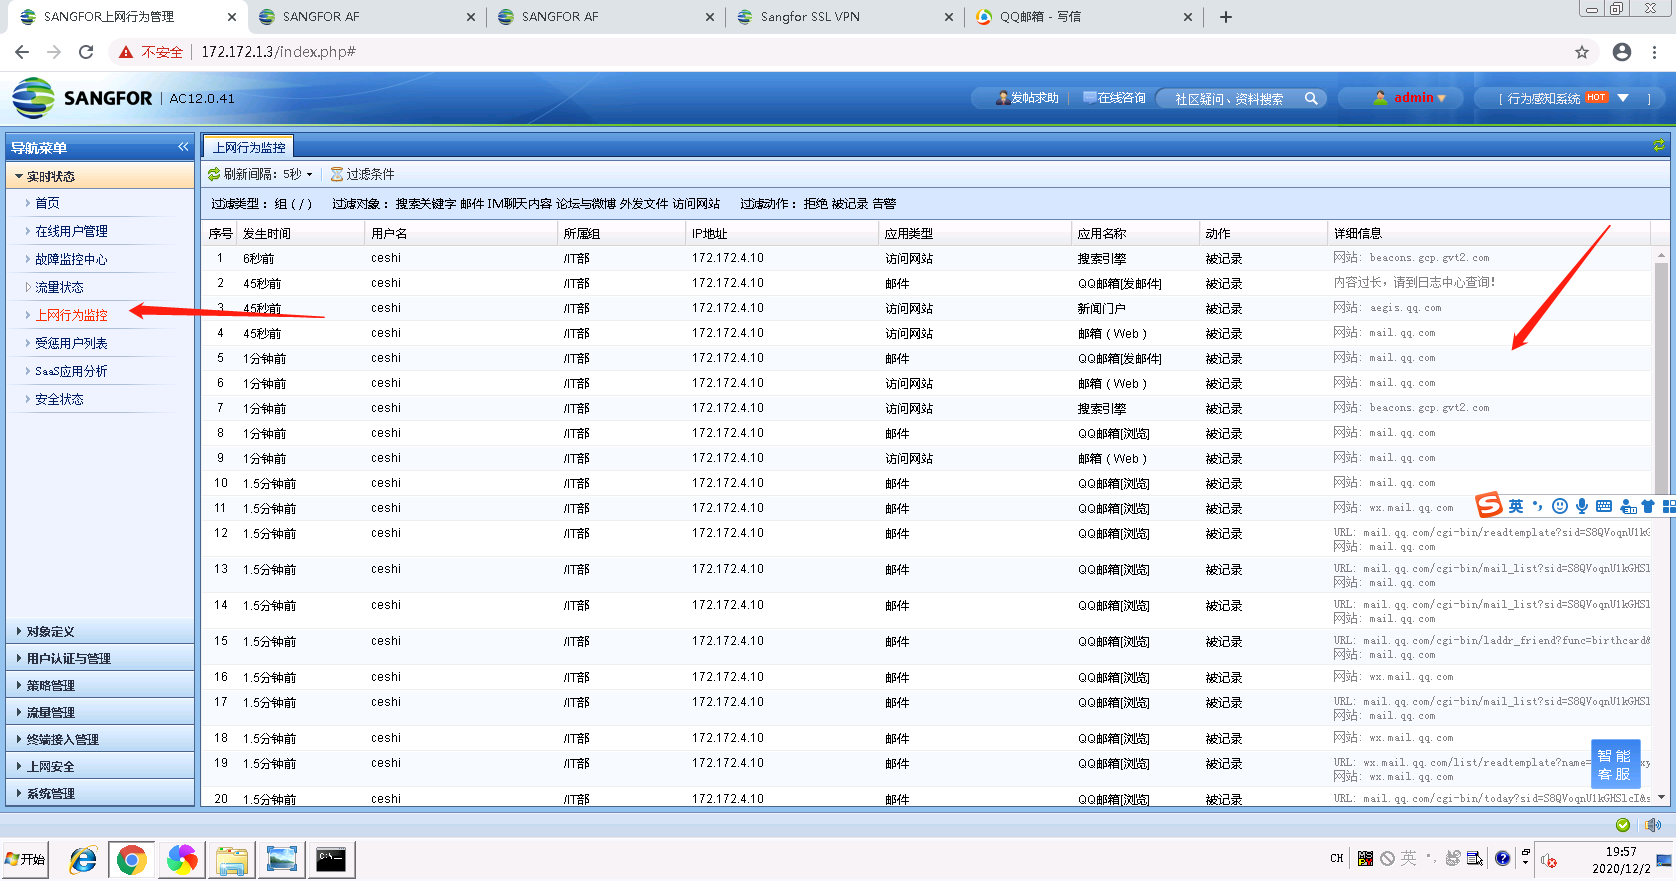 SANGFOR上网行为管理
SANGFOR AF
SANGFOR AF
Sangfor SSL VPN
QQ邮箱 - 写信
不安全 172.172.1.3/index.php#
SANGFOR AC12.0.41
发帖求助 在线咨询 社区疑问、资料搜索 admin [ 行为感知系统 HOT ]
导航菜单
实时状态
首页
在线用户管理
故障监控中心
流量状态
上网行为监控
受惩用户列表
SaaS应用分析
安全状态
对象定义
用户认证与管理
策略管理
流量管理
终端接入管理
上网安全
系统管理
上网行为监控
刷新间隔: 5秒 过滤条件
过滤类型: 组 ( / ) 过滤对象: 搜索关键字 邮件 IM聊天内容 论坛与微博 外发文件 访问网站 过滤动作: 拒绝 被记录 告警
序号 发生时间 用户名 所属组 IP地址 应用类型 应用名称 动作 详细信息
1 6秒前 ceshi /IT部 172.172.4.10 访问网站 搜索引擎 被记录 网站: beacons.gcp.gvt2.com
2 45秒前 ceshi /IT部 172.172.4.10 邮件 QQ邮箱[发邮件] 被记录 内容过长，请到日志中心查询!
3 45秒前 ceshi /IT部 172.172.4.10 访问网站 新闻门户 被记录 网站: aegis.qq.com
4 45秒前 ceshi /IT部 172.172.4.10 访问网站 邮箱 ( Web ) 被记录 网站: mail.qq.com
5 1分钟前 ceshi /IT部 172.172.4.10 邮件 QQ邮箱[发邮件] 被记录 网站: mail.qq.com
6 1分钟前 ceshi /IT部 172.172.4.10 访问网站 邮箱 ( Web ) 被记录 网站: mail.qq.com
7 1分钟前 ceshi /IT部 172.172.4.10 访问网站 搜索引擎 被记录 网站: beacons.gcp.gvt2.com
8 1分钟前 ceshi /IT部 172.172.4.10 邮件 QQ邮箱[浏览] 被记录 网站: mail.qq.com
9 1分钟前 ceshi /IT部 172.172.4.10 访问网站 邮箱 ( Web ) 被记录 网站: mail.qq.com
10 1.5分钟前 ceshi /IT部 172.172.4.10 邮件 QQ邮箱[浏览] 被记录 网站: mail.qq.com
11 1.5分钟前 ceshi /IT部 172.172.4.10 邮件 QQ邮箱[浏览] 被记录 网站: wx.mail.qq.com
英
12 1.5分钟前 ceshi /IT部 172.172.4.10 邮件 QQ邮箱[浏览] 被记录 URL: mail.qq.com/cgi-bin/readtemplate?sid=S8QVoqnU1kG
网站: mail.qq.com
13 1.5分钟前 ceshi /IT部 172.172.4.10 邮件 QQ邮箱[浏览] 被记录 URL: mail.qq.com/cgi-bin/mail_list?sid=S8QVoqnU1kGHSl
网站: mail.qq.com
14 1.5分钟前 ceshi /IT部 172.172.4.10 邮件 QQ邮箱[浏览] 被记录 URL: mail.qq.com/cgi-bin/mail_list?sid=S8QVoqnU1kGHSl
网站: mail.qq.com
15 1.5分钟前 ceshi /IT部 172.172.4.10 邮件 QQ邮箱[浏览] 被记录 URL: mail.qq.com/cgi-bin/laddr_friend?func=birthcard&
网站: mail.qq.com
16 1.5分钟前 ceshi /IT部 172.172.4.10 邮件 QQ邮箱[浏览] 被记录 网站: wx.mail.qq.com
17 1.5分钟前 ceshi /IT部 172.172.4.10 邮件 QQ邮箱[浏览] 被记录 URL: mail.qq.com/cgi-bin/mail_list?sid=S8QVoqnU1kGHSl
网站: mail.qq.com
18 1.5分钟前 ceshi /IT部 172.172.4.10 邮件 QQ邮箱[浏览] 被记录 网站: wx.mail.qq.com
19 1.5分钟前 ceshi /IT部 172.172.4.10 邮件 QQ邮箱[浏览] 被记录 URL: wx.mail.qq.com/list/readtemplate?name=
网站: wx.mail.qq.com
20 1.5分钟前 ceshi /IT部 172.172.4.10 邮件 QQ邮箱[浏览] 被记录 URL: mail.qq.com/cgi-bin/today?sid=S8QVoqnU1kGHSlcI&s
智能
客服
开始
CH 英
19:57
2020/12/2